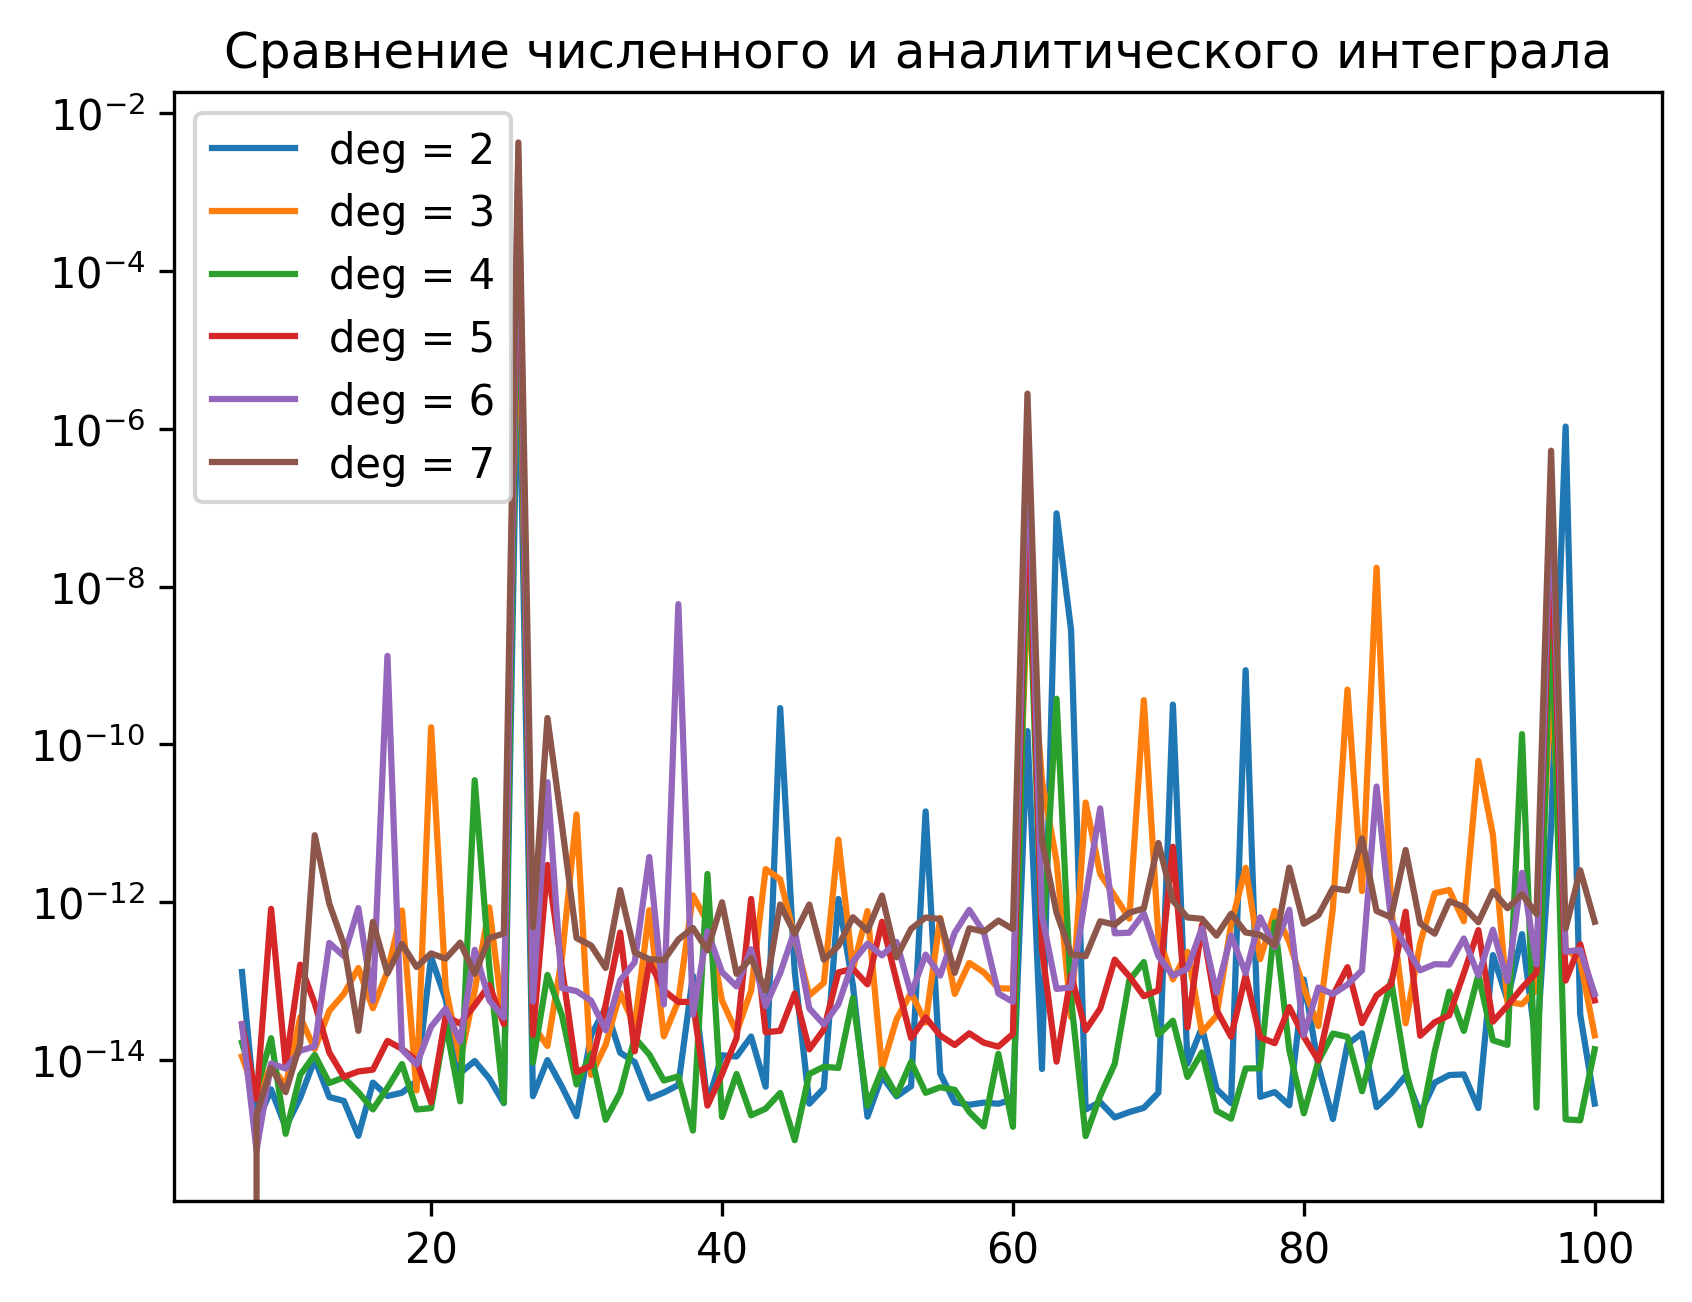 Сравнение численного и аналитического интеграла
10⁻²
10⁻⁴
10⁻⁶
10⁻⁸
10⁻¹⁰
10⁻¹²
10⁻¹⁴
deg = 2
deg = 3
deg = 4
deg = 5
deg = 6
deg = 7
20
40
60
80
100